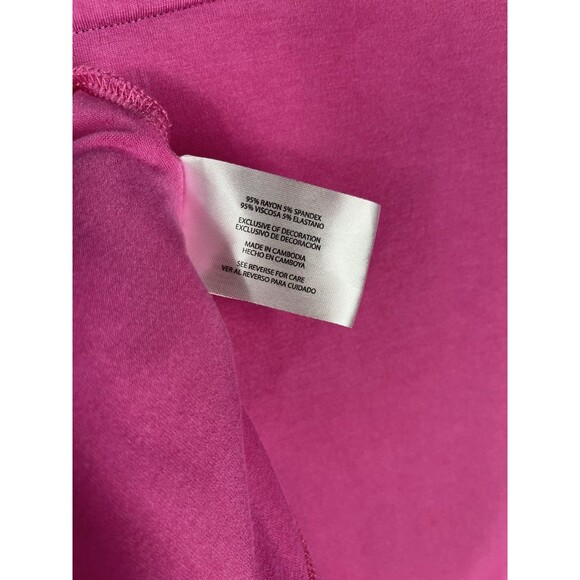 95% RAYON 5% SPANDEX
95% VISCOSA 5% ELASTANO
EXCLUSIVE OF DECORATION
EXCLUSIVO DE DECORACIÓN
MADE IN CAMBODIA
HECHO EN CAMBOYA
SEE REVERSE FOR CARE
VER AL REVERSO PARA CUIDADO